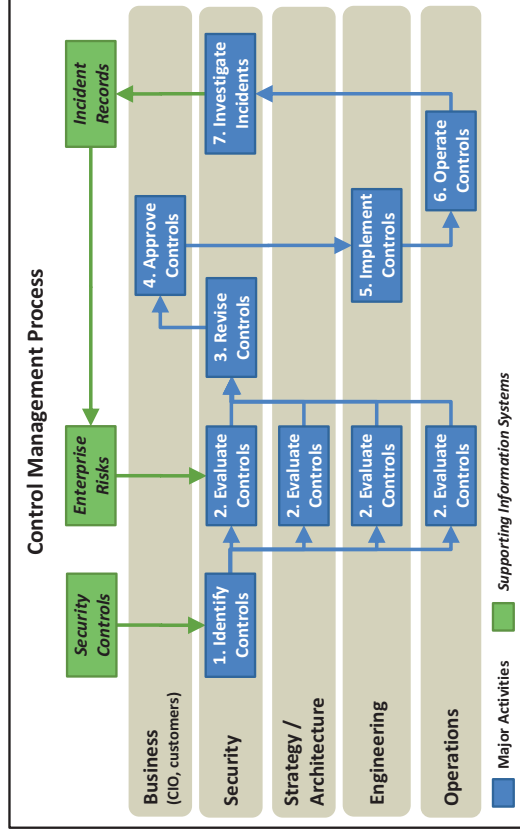 Control Management Process
Security
Controls
Enterprise
Risks
Incident
Records
Business
(CIO, customers)
4. Approve
Controls
Security
1. Identify
Controls
2. Evaluate
Controls
3. Revise
Controls
7. Investigate
Incidents
Strategy /
Architecture
2. Evaluate
Controls
Engineering
2. Evaluate
Controls
5. Implement
Controls
Operations
2. Evaluate
Controls
6. Operate
Controls
Major Activities
Supporting Information Systems